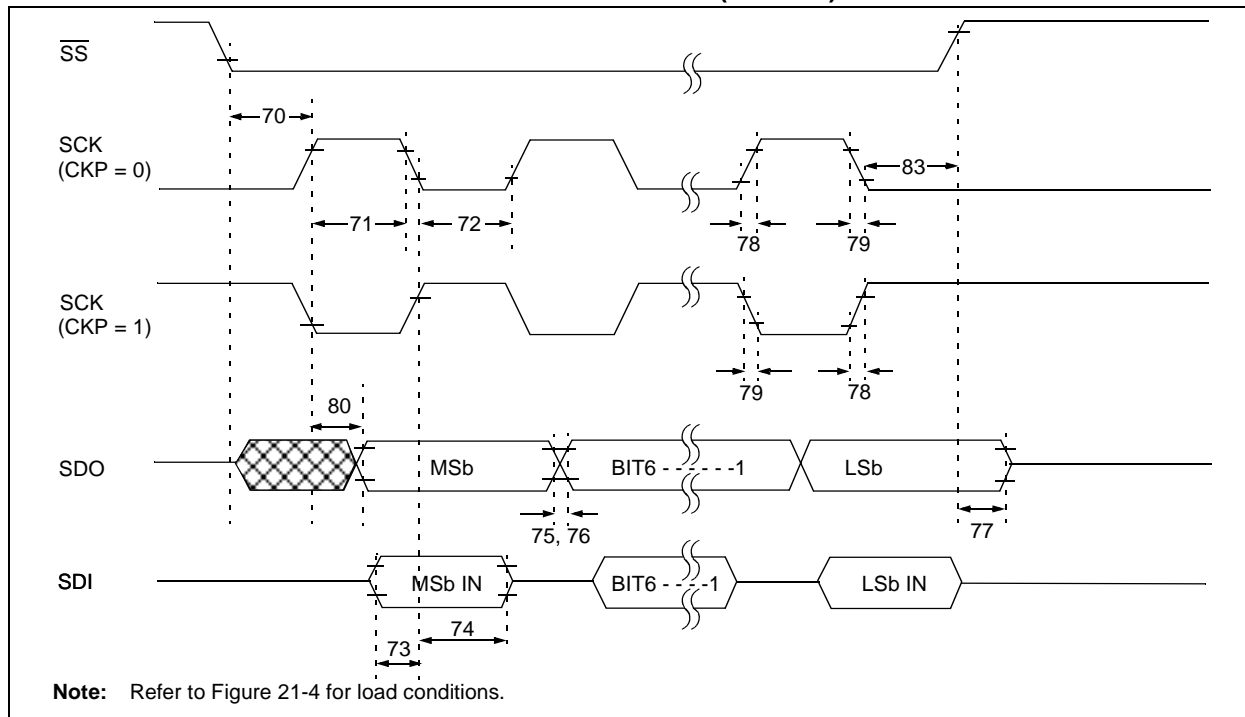 SS
70
SCK
(CKP = 0)
83
71
72
78
79
SCK
(CKP = 1)
79
78
80
SDO
MSb
BIT6 - - - - - -1
LSb
75, 76
77
SDI
MSb IN
BIT6 - - - -1
LSb IN
74
73
Note: Refer to Figure 21-4 for load conditions.